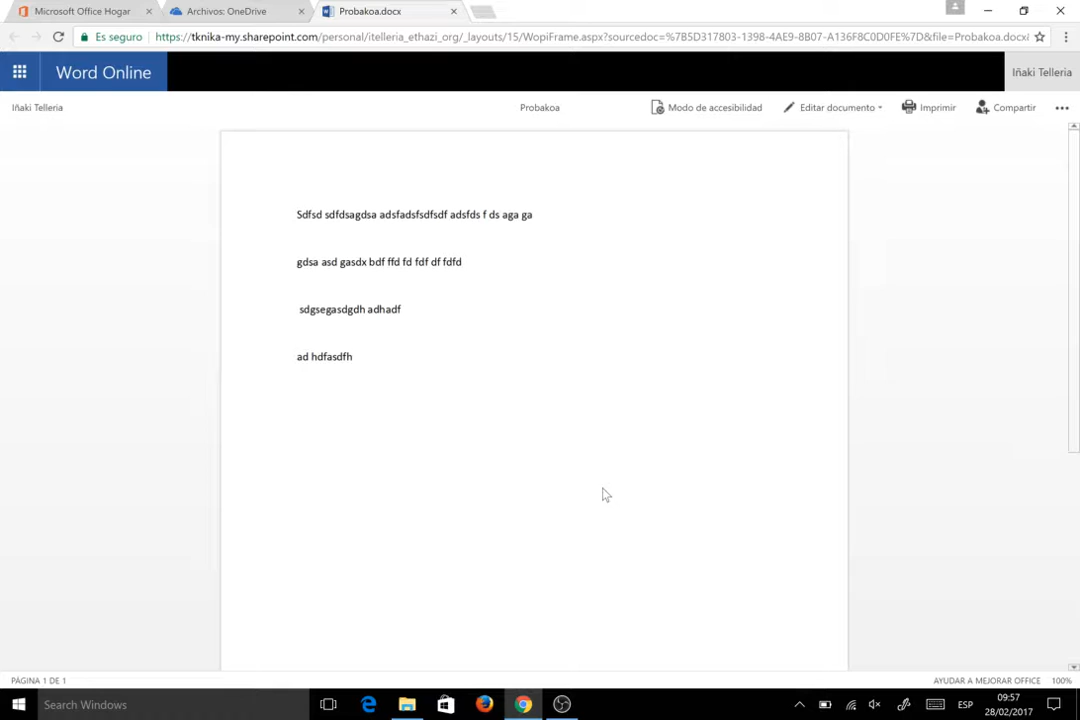 Microsoft Office Hogar
Archivos: OneDrive
Probakoa.docx
Es seguro
https://tknika-my.sharepoint.com/personal/itelleria_ethazi_org/_layouts/15/WopiFrame.aspx?sourcedoc=%7B5D317803-1398-4AE9-8B07-A136F8C0D0FE%7D&file=Probakoa.docx&
Word Online
Iñaki Telleria
Iñaki Telleria
Probakoa
Modo de accesibilidad
Editar documento
Imprimir
Compartir
Sdfsd sdfdsagdsa adsfadsfsdfsdf adsfds f ds aga ga
gdsa asd gasdx bdf ffd fd fdf df fdfd
sdgsegasdgdh adhadf
ad hdfasdfh
PÁGINA 1 DE 1
AYUDAR A MEJORAR OFFICE
100%
Search Windows
ESP
09:57
28/02/2017